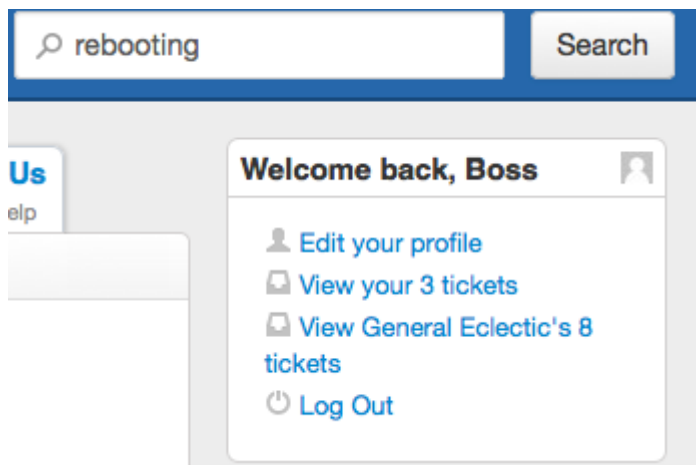 rebooting
Search
Us
elp
Welcome back, Boss
Edit your profile
View your 3 tickets
View General Eclectic's 8
tickets
Log Out